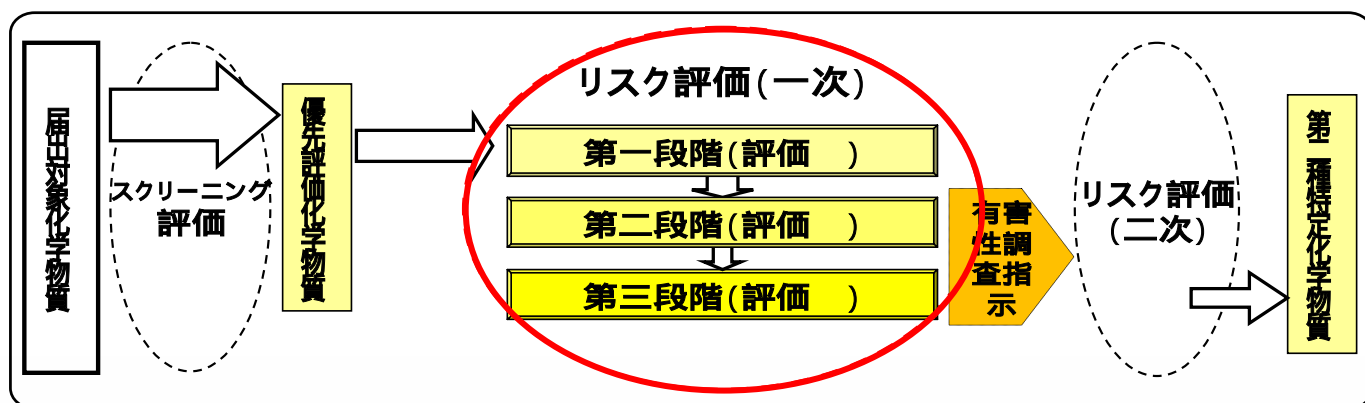 届出対象化学物質
スクリーニング
評価
優先評価化学物質
リスク評価(一次)
第一段階(評価　)
第二段階(評価　)
第三段階(評価　)
有害
性調
査指
示
リスク評価
(二次)
第二種特定化学物質